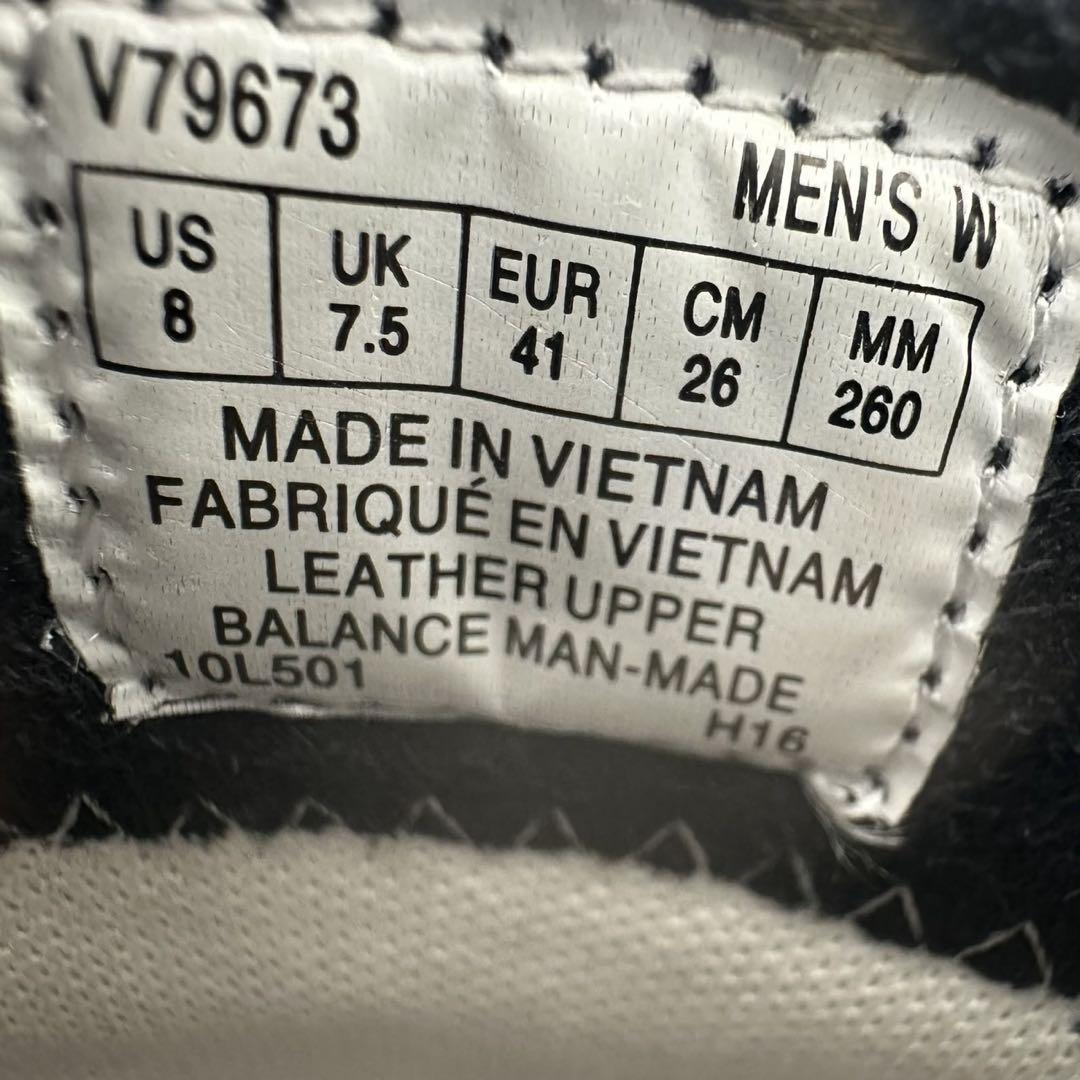 V79673
MEN'S W
US UK EUR CM MM
8 7.5 41 26 260
MADE IN VIETNAM
FABRIQUÉ EN VIETNAM
LEATHER UPPER
BALANCE MAN-MADE
10L501
H16